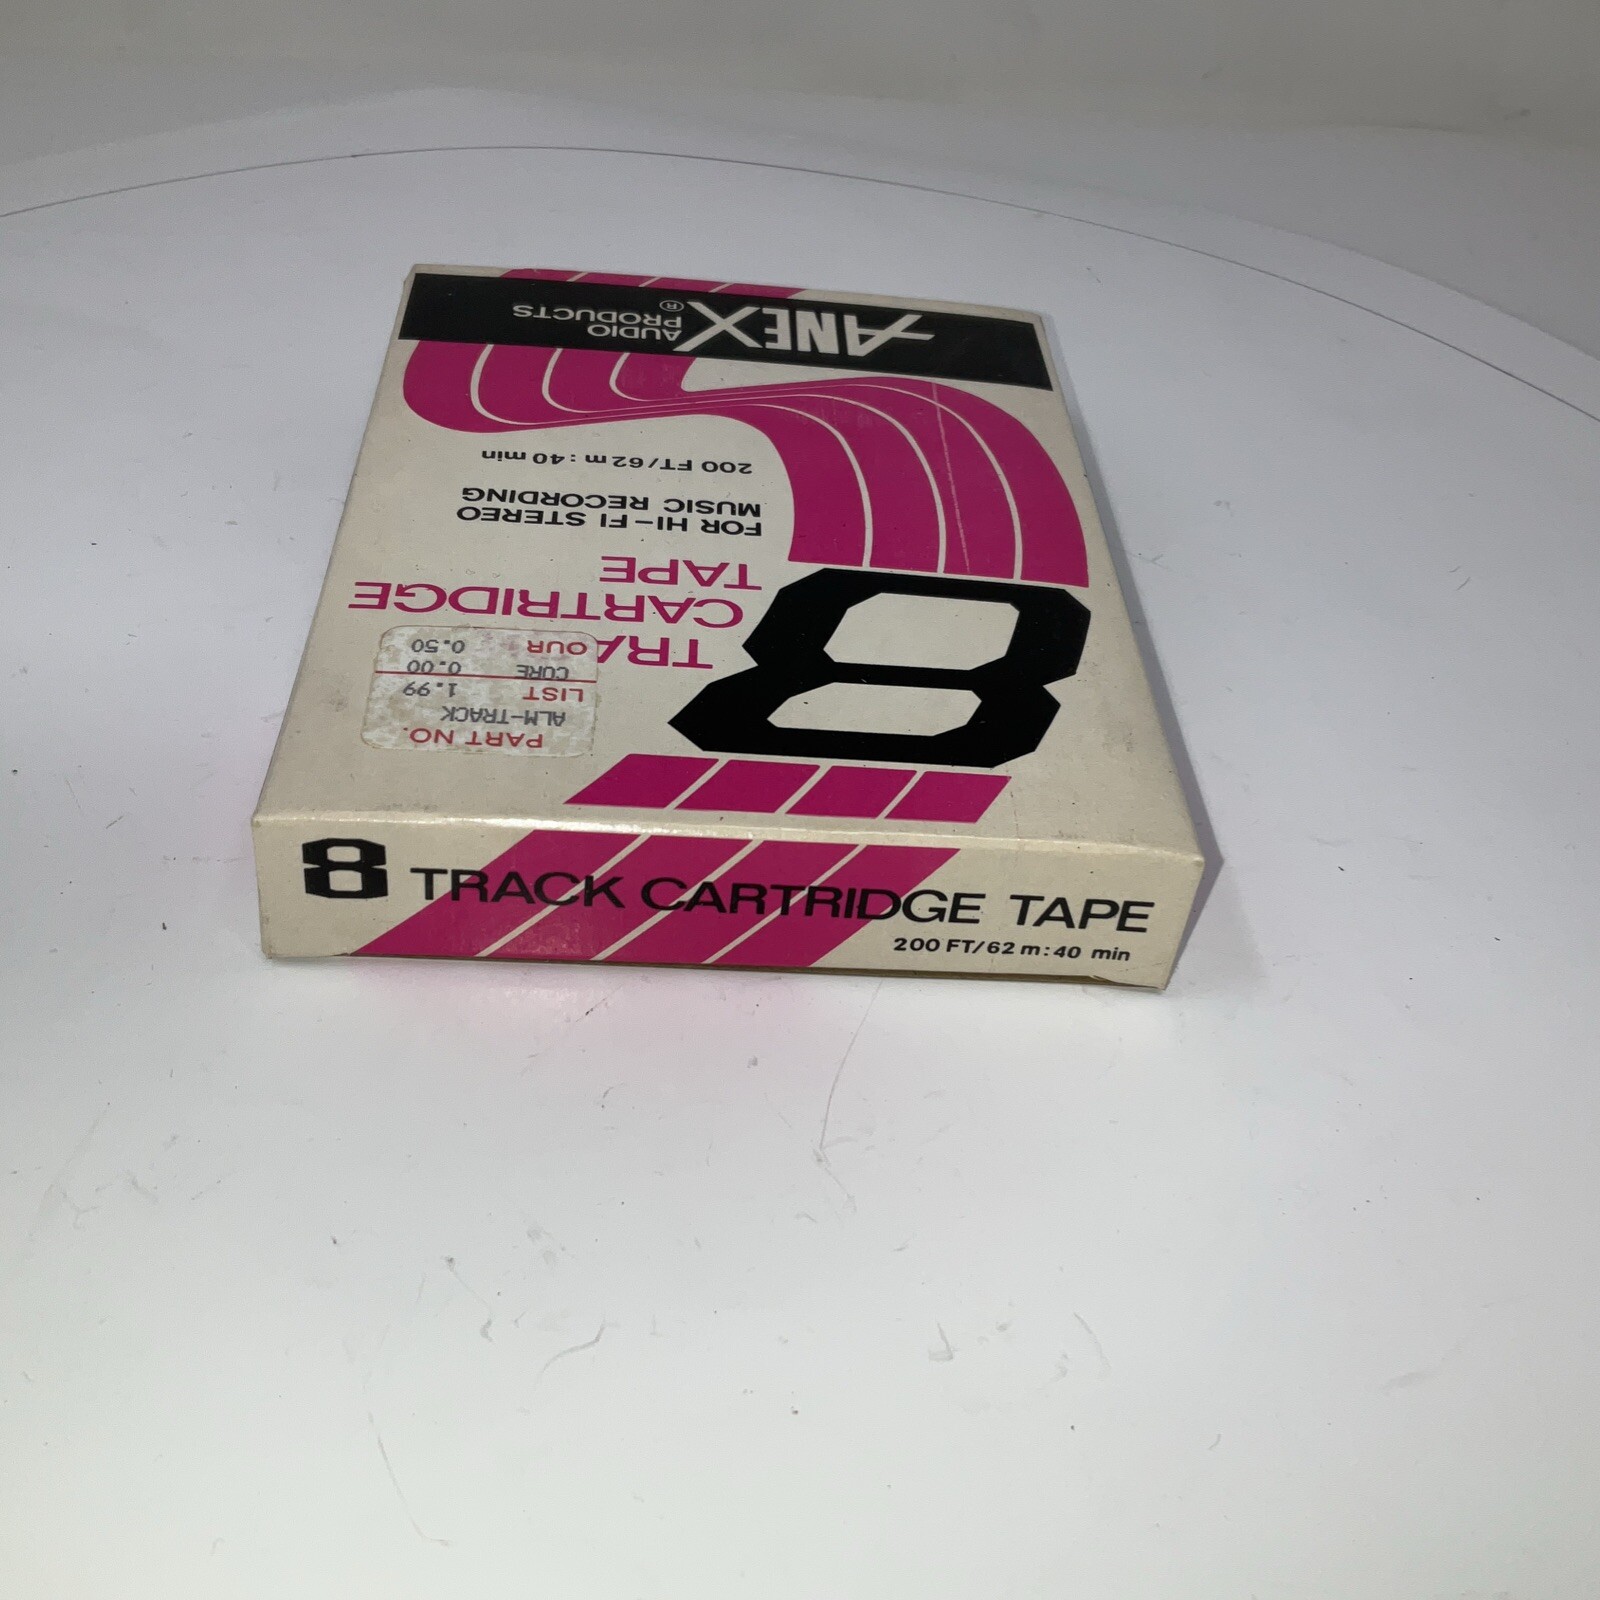 ANEX® AUDIO
PRODUCTS
200 FT/62 m : 40 min
FOR HI-FI STEREO
MUSIC RECORDING
8
TRA
CARTRIDGE
TAPE
PART NO.
ALM-TRACK
LIST 1.99
CURE 0.00
OUR 0.50
8 TRACK CARTRIDGE TAPE
200 FT/62 m : 40 min